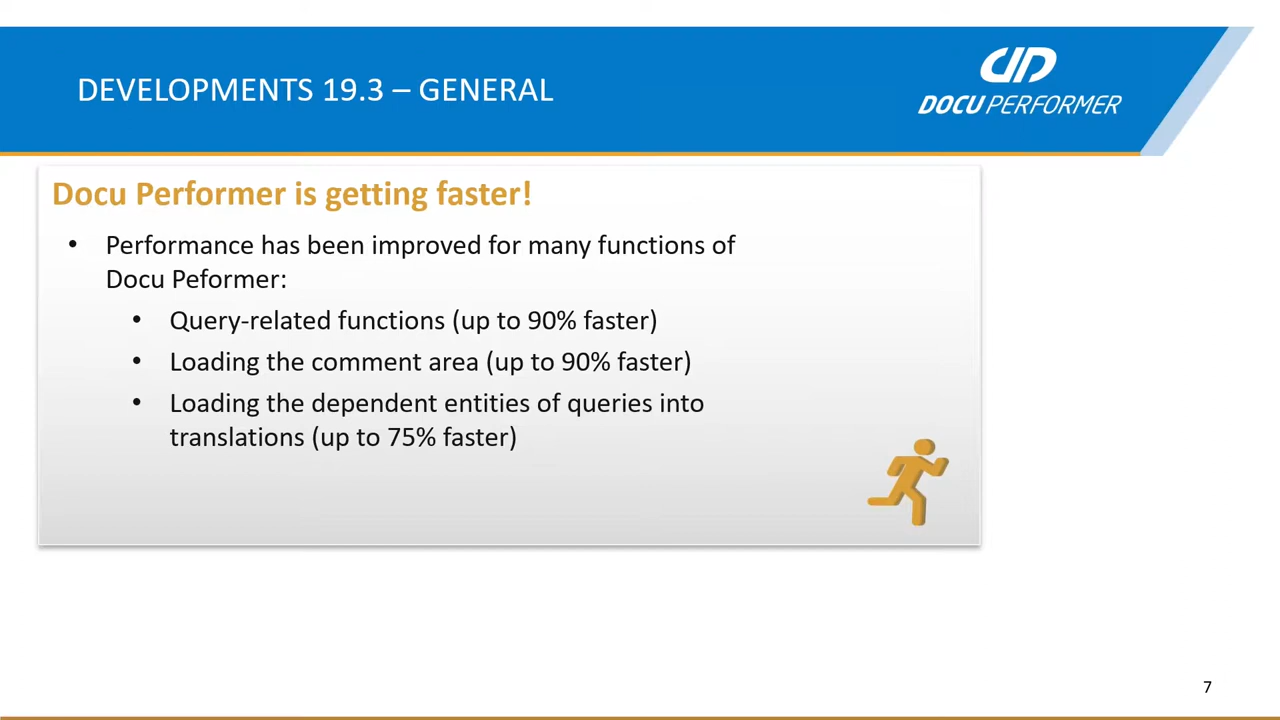 DEVELOPMENTS 19.3 – GENERAL
DOCU PERFORMER
Docu Performer is getting faster!
• Performance has been improved for many functions of
Docu Peformer:
• Query-related functions (up to 90% faster)
• Loading the comment area (up to 90% faster)
• Loading the dependent entities of queries into
translations (up to 75% faster)
7